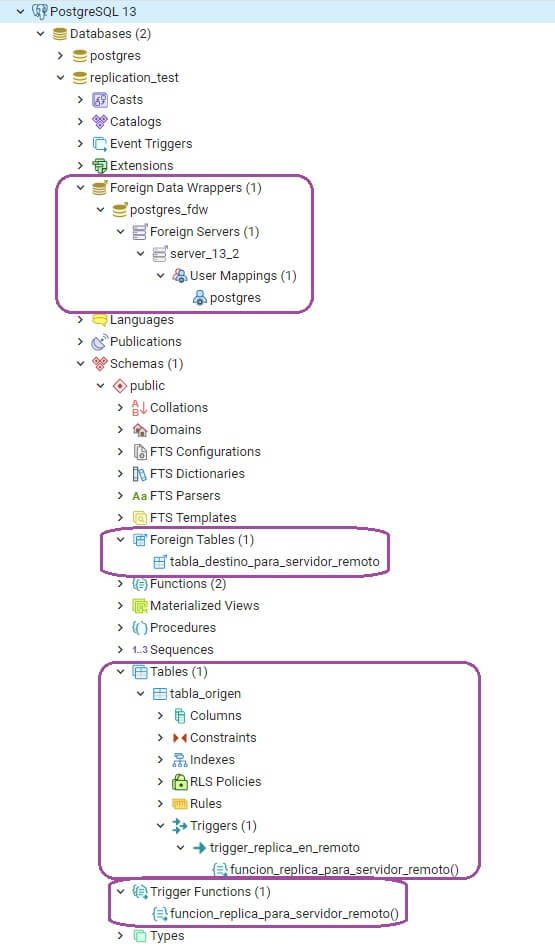 PostgreSQL 13
Databases (2)
postgres
replication_test
Casts
Catalogs
Event Triggers
Extensions
Foreign Data Wrappers (1)
postgres_fdw
Foreign Servers (1)
server_13_2
User Mappings (1)
postgres
Languages
Publications
Schemas (1)
public
Collations
Domains
FTS Configurations
FTS Dictionaries
Aa FTS Parsers
FTS Templates
Foreign Tables (1)
tabla_destino_para_servidor_remoto
Functions (2)
Materialized Views
Procedures
1..3 Sequences
Tables (1)
tabla_origen
Columns
Constraints
Indexes
RLS Policies
Rules
Triggers (1)
trigger_replica_en_remoto
funcion_replica_para_servidor_remoto()
Trigger Functions (1)
funcion_replica_para_servidor_remoto()
Types